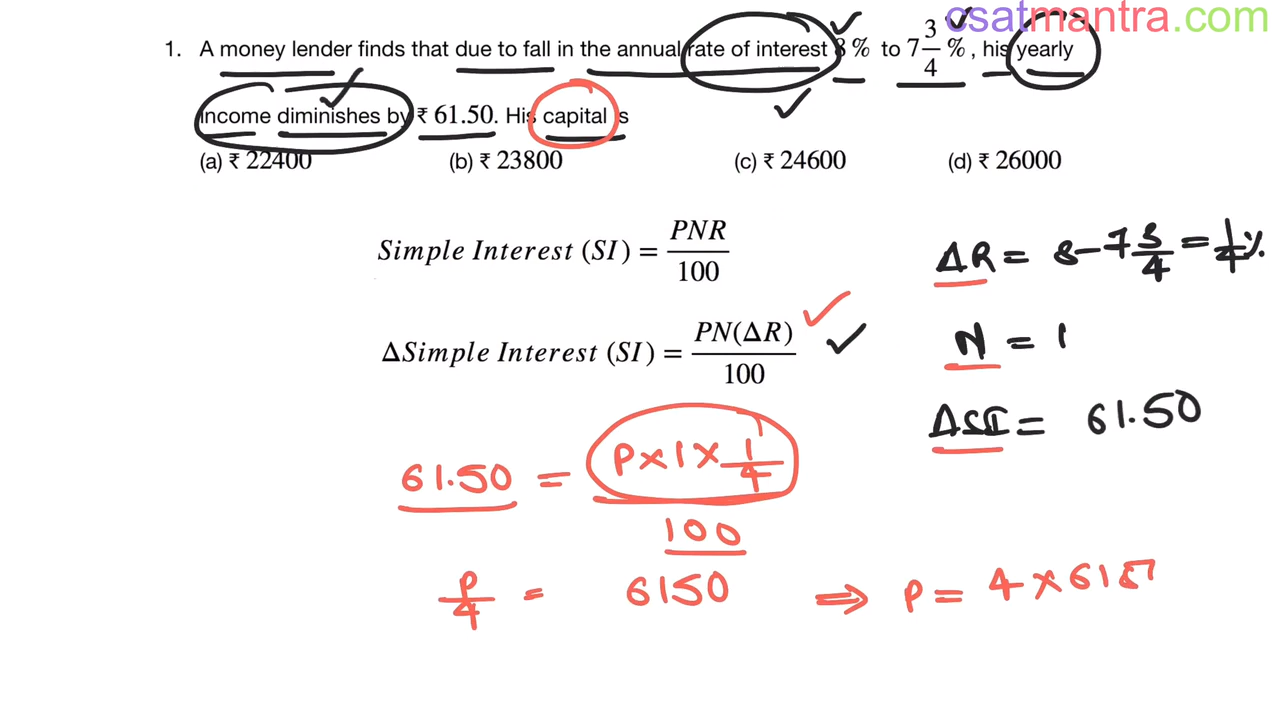 csatmantra.com
1. A money lender finds that due to fall in the annual rate of interest 8 % to 7 3/4 % , his yearly
income diminishes by ₹ 61.50. His capital is
(a) ₹ 22400 (b) ₹ 23800 (c) ₹ 24600 (d) ₹ 26000
Simple Interest (SI) = PNR/100
ΔR = 8 - 7 3/4 = 1/4 %
ΔSimple Interest (SI) = PN(ΔR)/100
N = 1
ΔSI = 61.50
61.50 = P × 1 × 1/4 / 100
P/4 = 6150 ⇒ P = 4 × 615